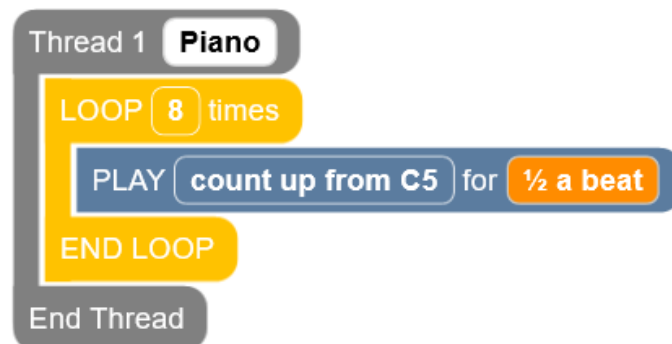 Thread 1 Piano
LOOP 8 times
PLAY count up from C5 for ½ a beat
END LOOP
End Thread